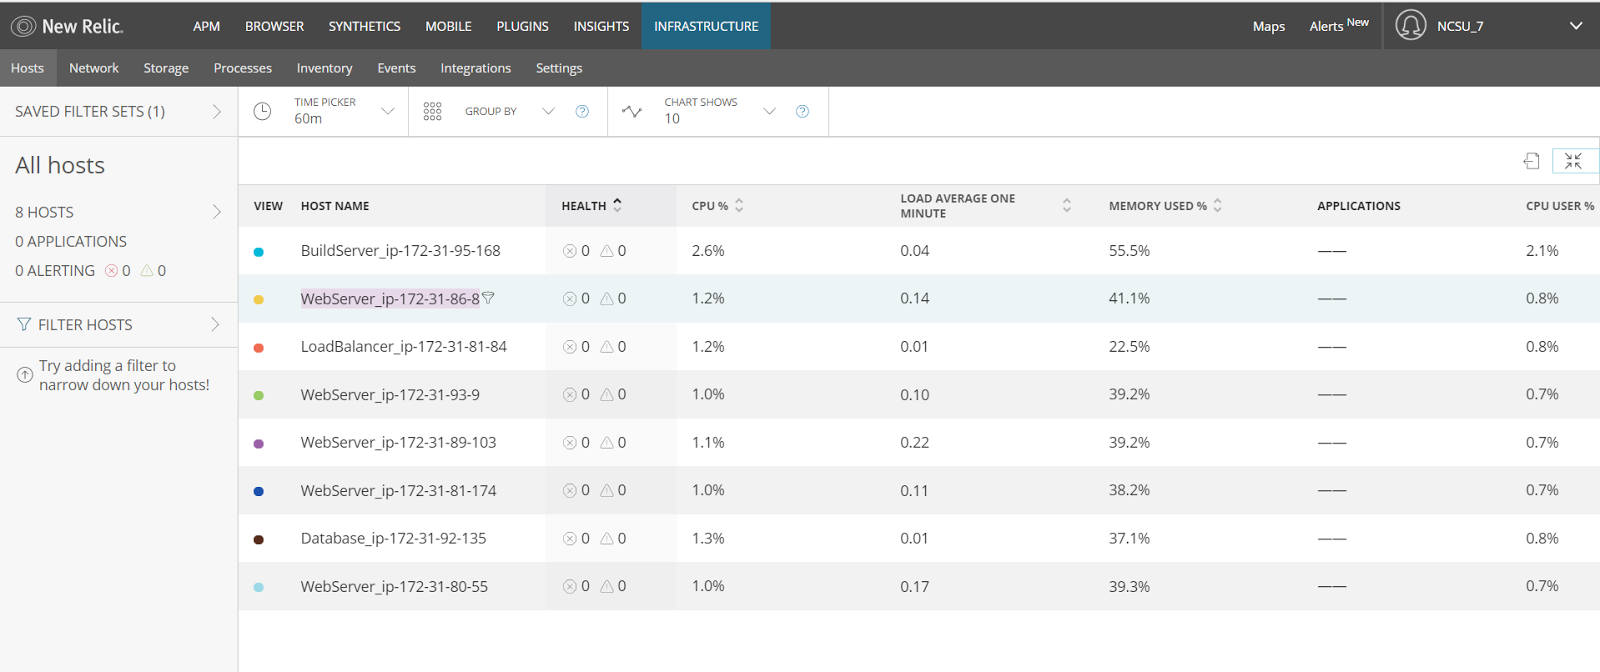 New Relic.
APM BROWSER SYNTHETICS MOBILE PLUGINS INSIGHTS INFRASTRUCTURE Maps Alerts New NCSU_7
Hosts Network Storage Processes Inventory Events Integrations Settings
SAVED FILTER SETS (1)
TIME PICKER
60m
GROUP BY ?
CHART SHOWS
10
?
All hosts
8 HOSTS
0 APPLICATIONS
0 ALERTING 0 0
FILTER HOSTS
Try adding a filter to
narrow down your hosts!
VIEW HOST NAME HEALTH CPU % LOAD AVERAGE ONE
MINUTE
MEMORY USED % APPLICATIONS CPU USER %
BuildServer_ip-172-31-95-168 0 0 2.6% 0.04 55.5% —— 2.1%
WebServer_ip-172-31-86-8 0 0 1.2% 0.14 41.1% —— 0.8%
LoadBalancer_ip-172-31-81-84 0 0 1.2% 0.01 22.5% —— 0.8%
WebServer_ip-172-31-93-9 0 0 1.0% 0.10 39.2% —— 0.7%
WebServer_ip-172-31-89-103 0 0 1.1% 0.22 39.2% —— 0.7%
WebServer_ip-172-31-81-174 0 0 1.0% 0.11 38.2% —— 0.7%
Database_ip-172-31-92-135 0 0 1.3% 0.01 37.1% —— 0.8%
WebServer_ip-172-31-80-55 0 0 1.0% 0.17 39.3% —— 0.7%